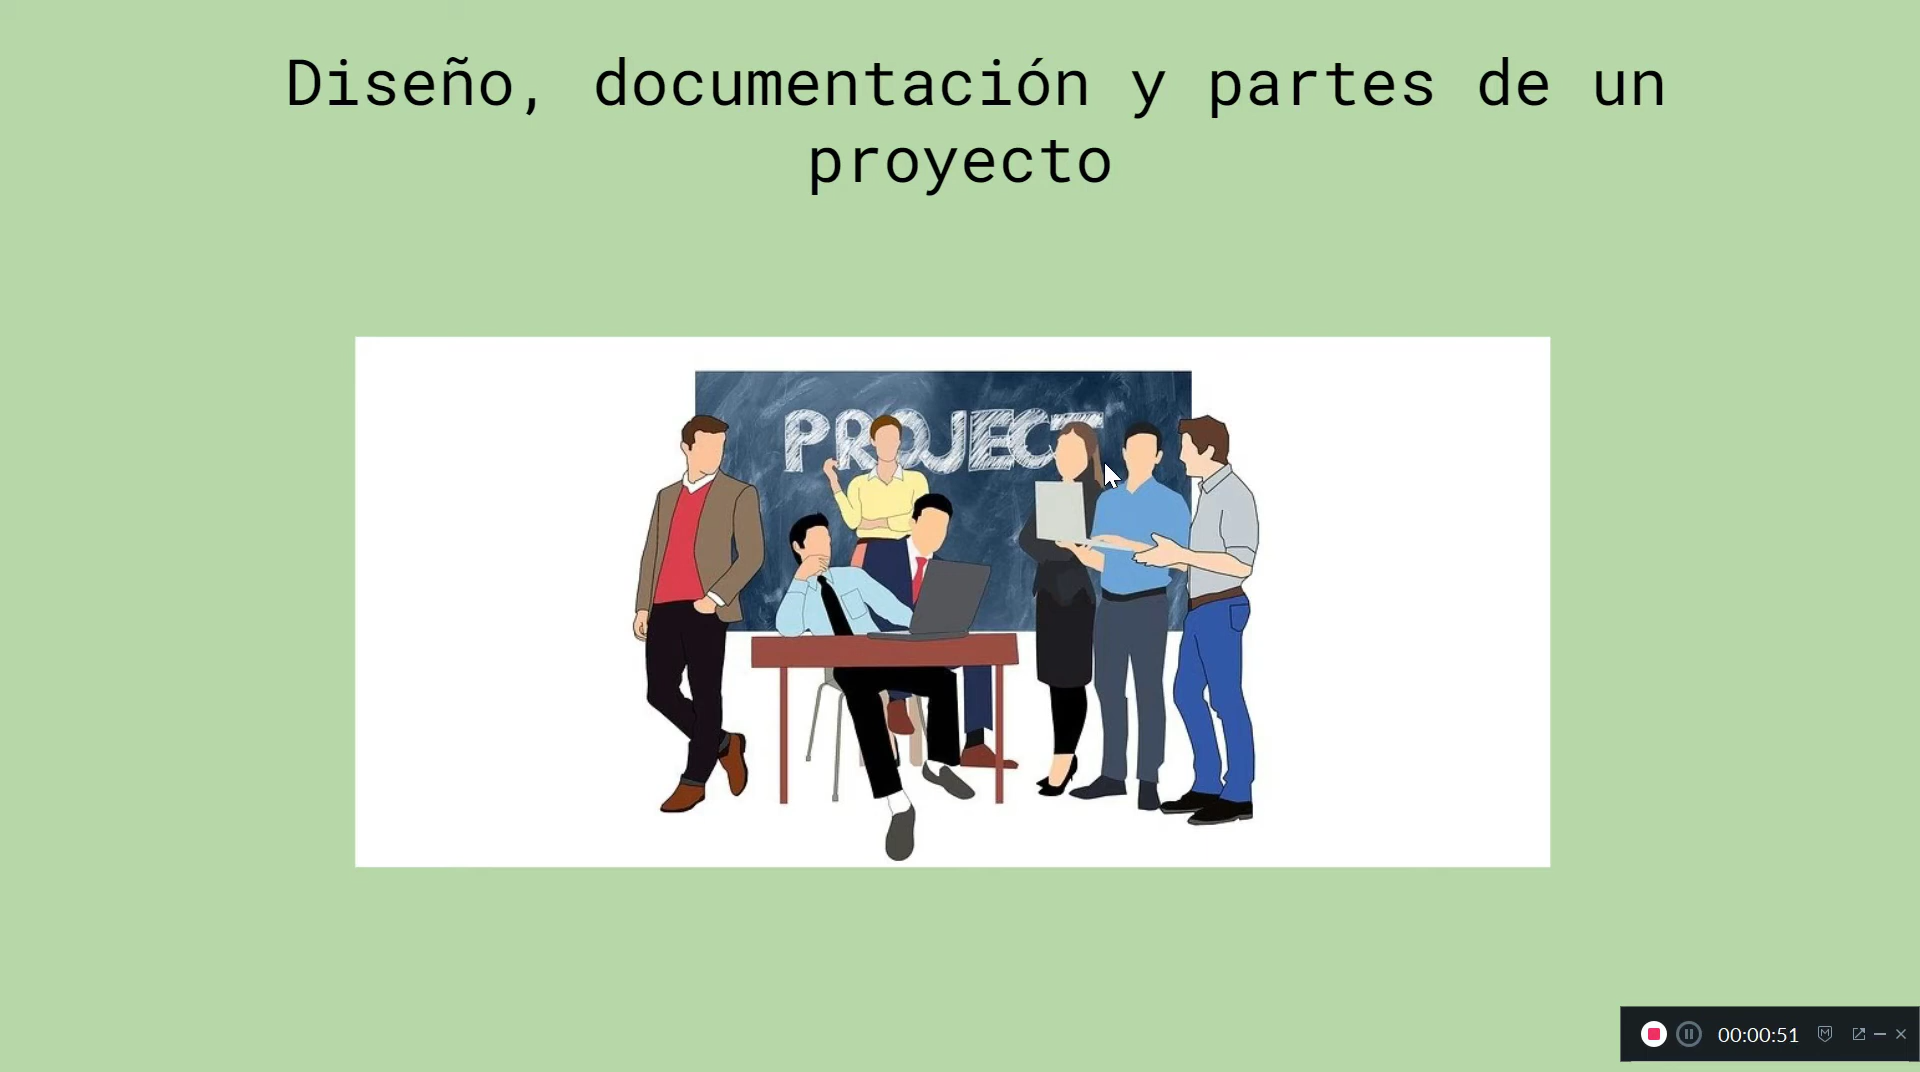 Diseño, documentación y partes de un
proyecto
PROJECT
00:00:51